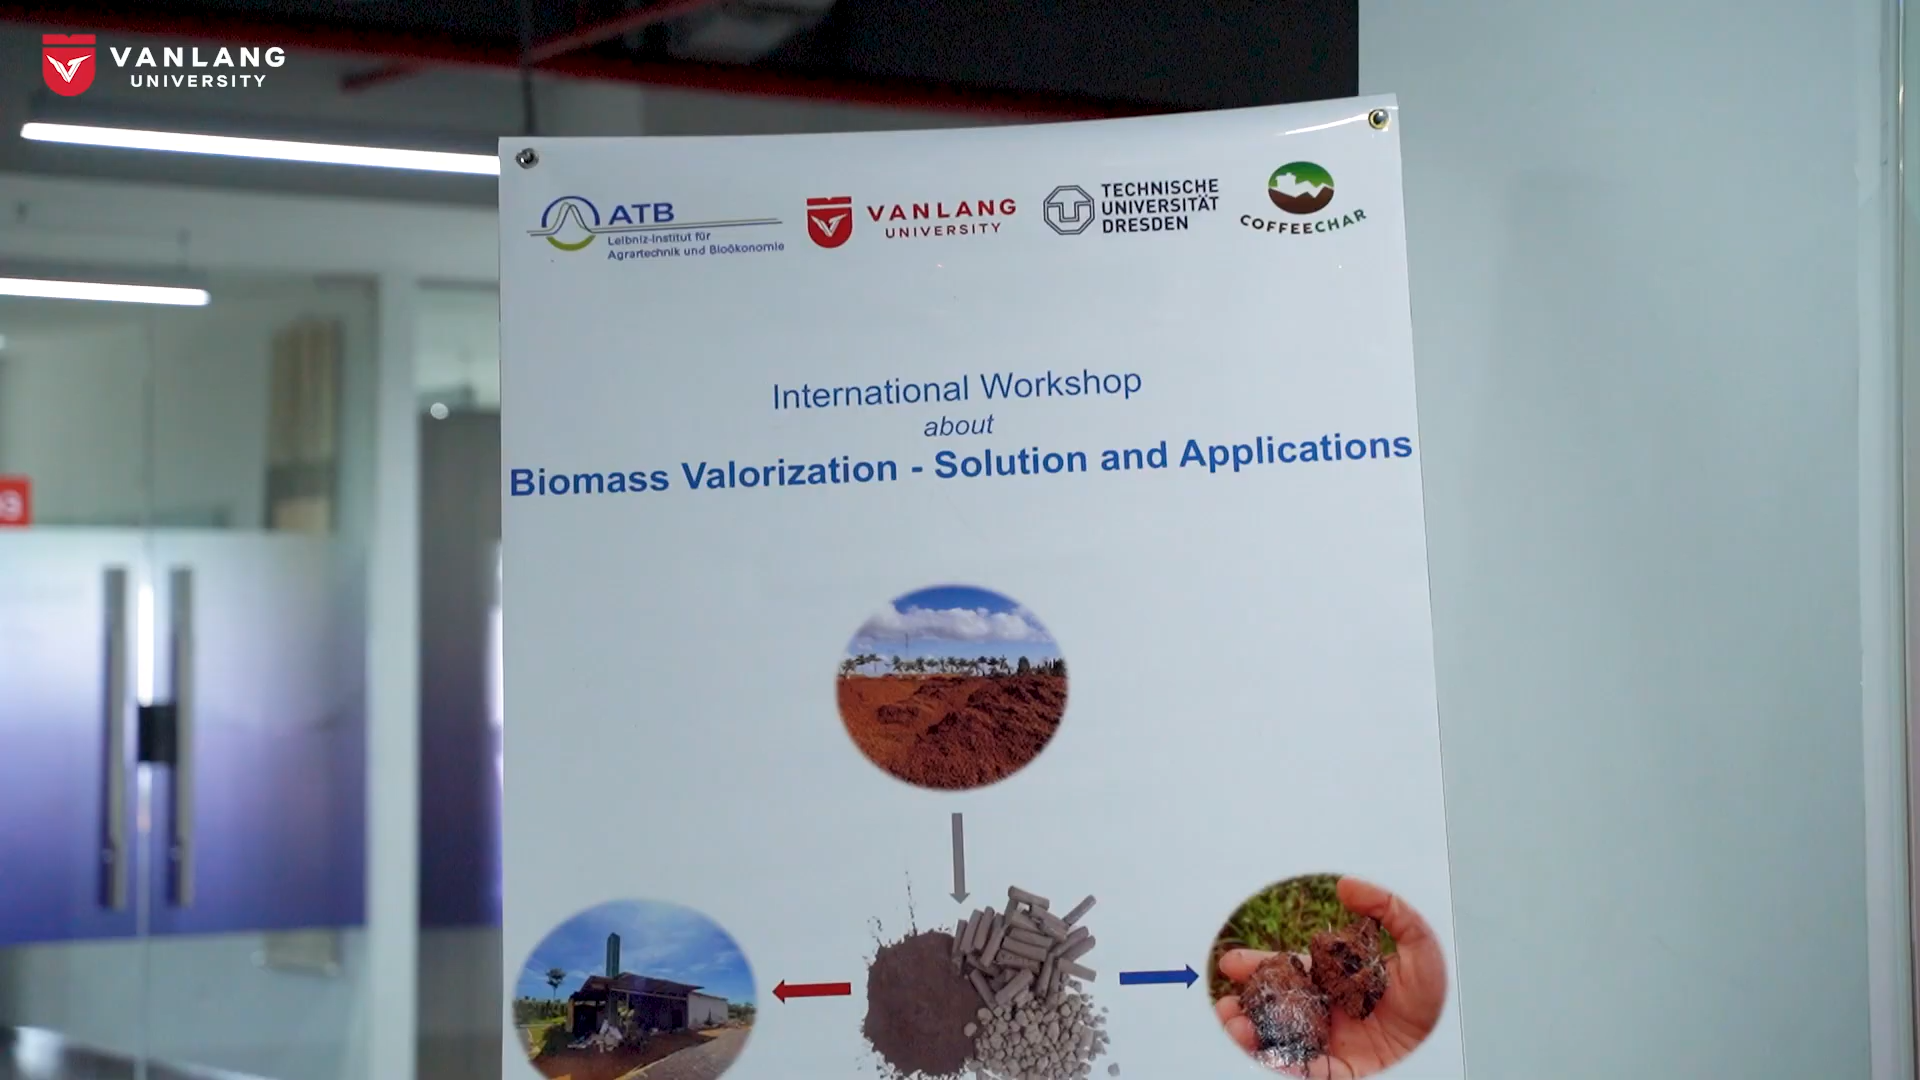 VANLANG
UNIVERSITY
ATB
Leibniz-Institut für
Agrartechnik und Bioökonomie
VANLANG
UNIVERSITY
TECHNISCHE
UNIVERSITÄT
DRESDEN
COFFEECHAR
International Workshop
about
Biomass Valorization - Solution and Applications